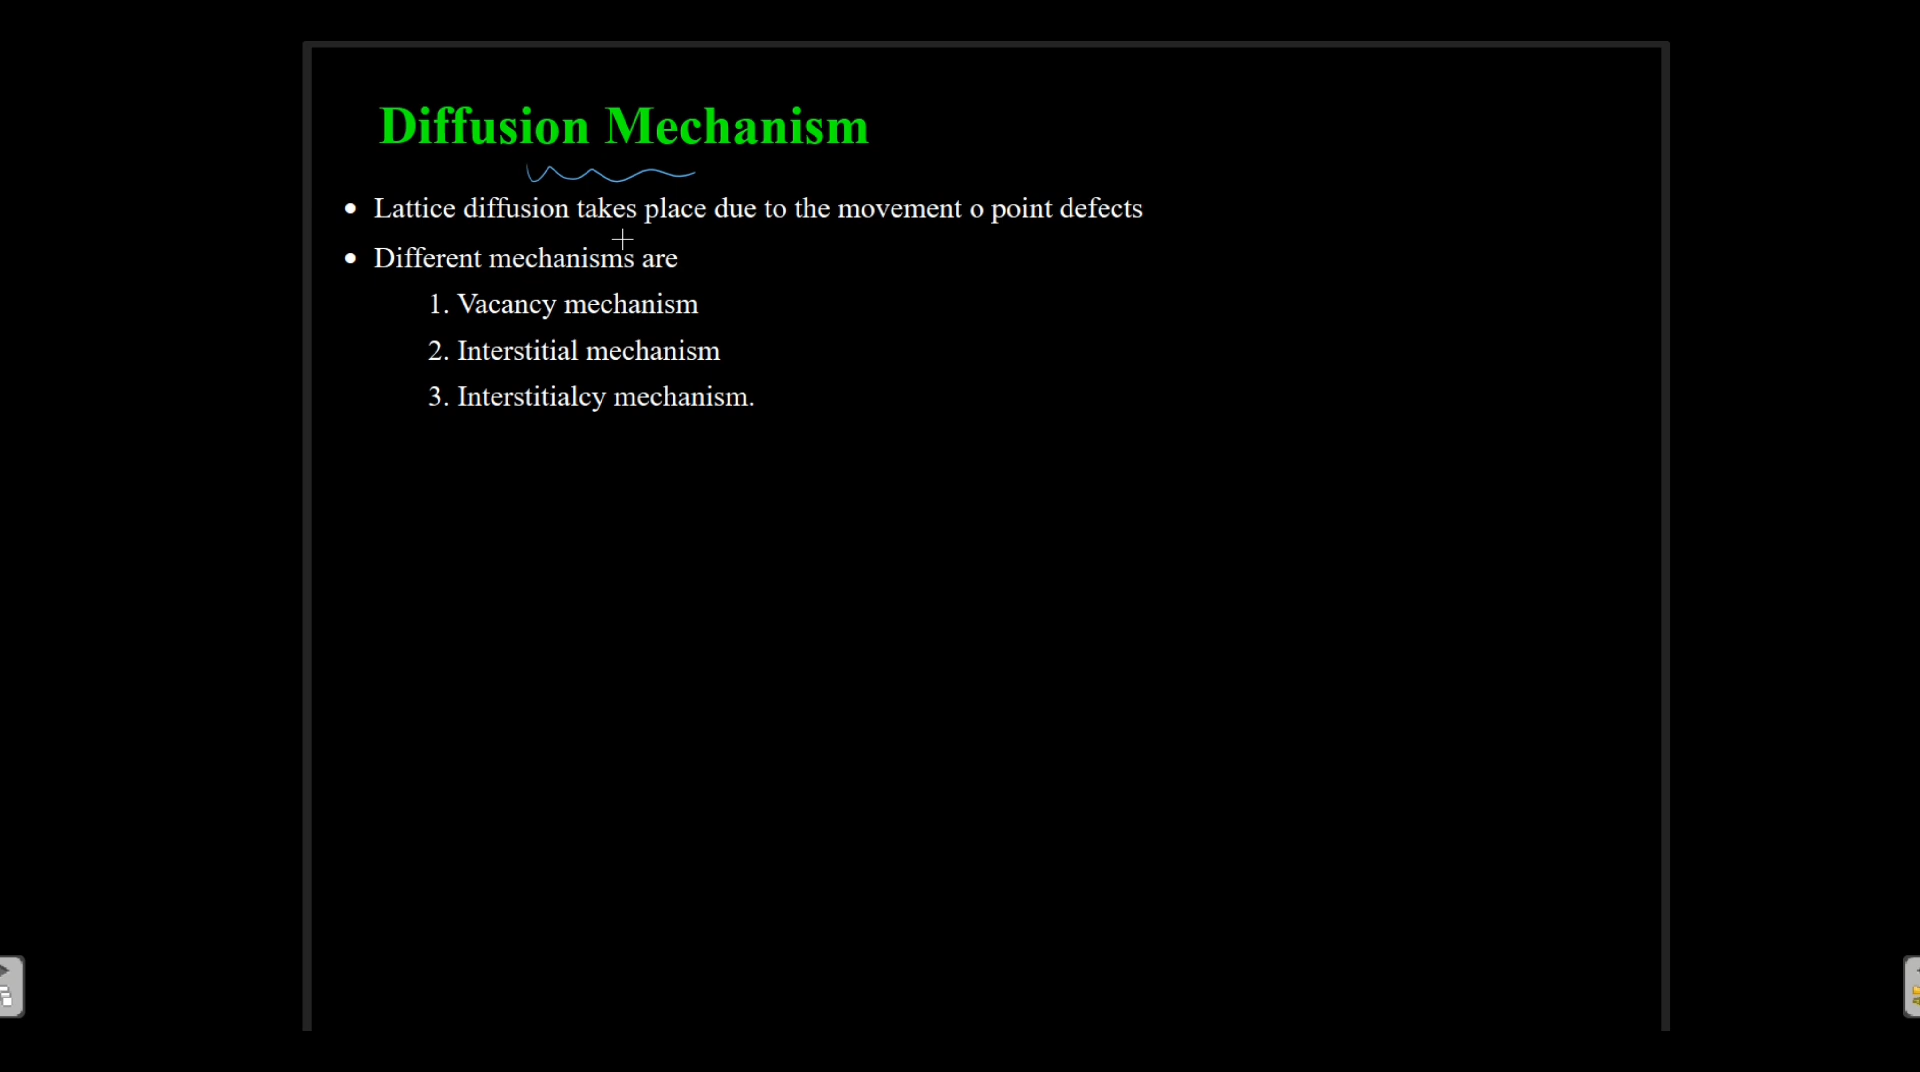 Diffusion Mechanism
• Lattice diffusion takes place due to the movement o point defects
• Different mechanisms are
1. Vacancy mechanism
2. Interstitial mechanism
3. Interstitialcy mechanism.